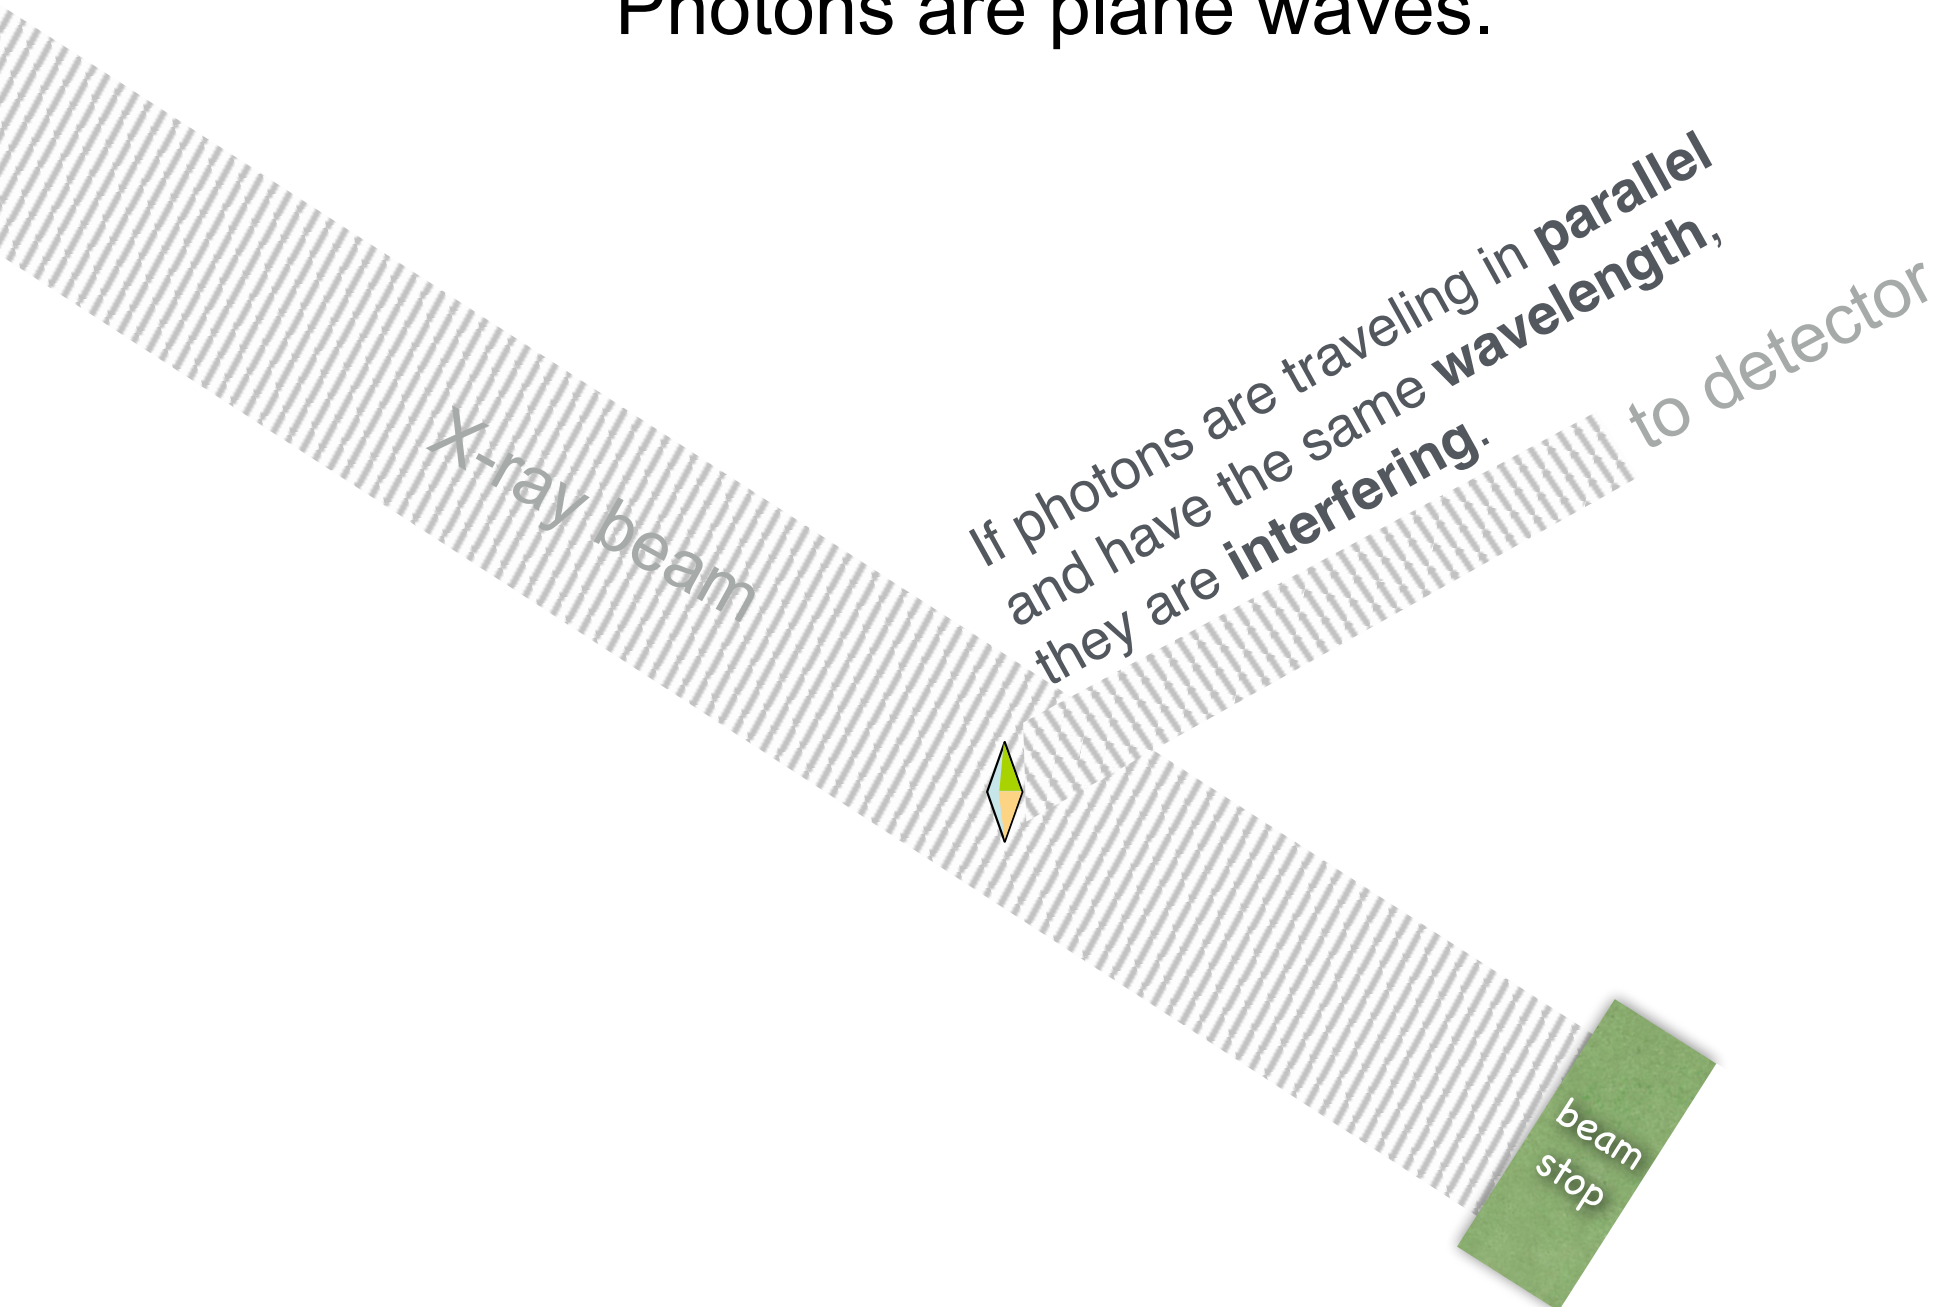 Photons are plane waves.
If photons are traveling in parallel
and have the same wavelength,
they are interfering.
to detector
X-ray beam
beam
stop